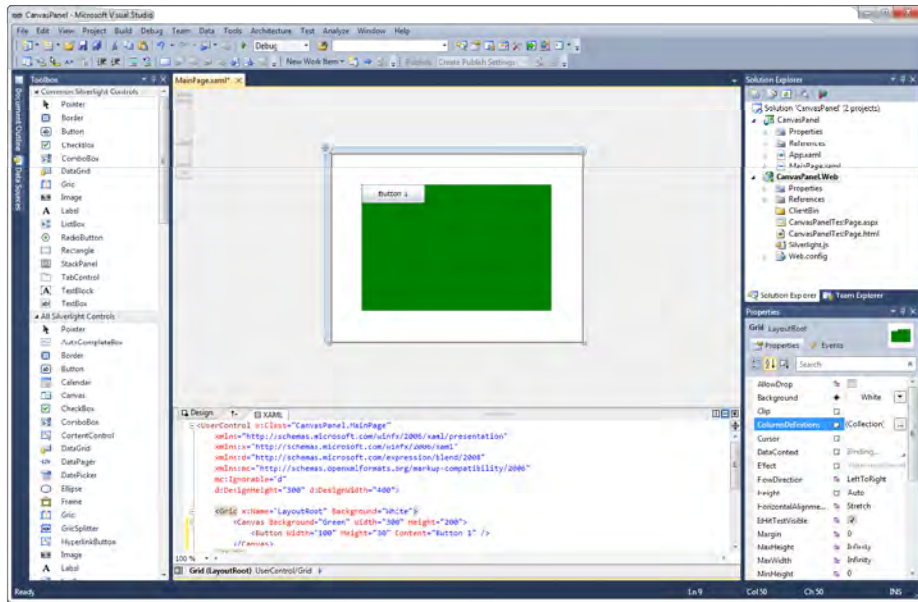 CanvasPanel - Microsoft Visual Studio
File Edit View Project Build Debug Team Data Tools Architecture Test Analyze Window Help
Debug
New Work Item Publish: Create Publish Settings
Document Outline
Data Sources
Toolbox
Common Silverlight Controls
Pointer
Border
Button
CheckBox
ComboBox
DataGrid
Grid
Image
Label
ListBox
RadioButton
Rectangle
StackPanel
TabControl
TextBlock
TextBox
All Silverlight Controls
Pointer
AutoCompleteBox
Border
Button
Calendar
Canvas
CheckBox
ComboBox
ContentControl
DataGrid
DataPager
DatePicker
Ellipse
Frame
Grid
GridSplitter
HyperlinkButton
Image
Label
MainPage.xaml*
Button 1
Design XAML
<UserControl x:Class="CanvasPanel.MainPage"
xmlns="http://schemas.microsoft.com/winfx/2006/xaml/presentation"
xmlns:x="http://schemas.microsoft.com/winfx/2006/xaml"
xmlns:d="http://schemas.microsoft.com/expression/blend/2008"
xmlns:mc="http://schemas.openxmlformats.org/markup-compatibility/2006"
mc:Ignorable="d"
d:DesignHeight="300" d:DesignWidth="400">
<Grid x:Name="LayoutRoot" Background="White">
<Canvas Background="Green" Width="300" Height="200">
<Button Width="100" Height="30" Content="Button 1" />
</Canvas>
100 %
Grid (LayoutRoot) UserControl/Grid
Solution Explorer
Solution 'CanvasPanel' (2 projects)
CanvasPanel
Properties
References
App.xaml
MainPage.xaml
CanvasPanel.Web
Properties
References
ClientBin
CanvasPanelTestPage.aspx
CanvasPanelTestPage.html
Silverlight.js
Web.config
Solution Explorer Team Explorer
Properties
Grid LayoutRoot
Properties Events
Search
AllowDrop
Background White
Clip
ColumnDefinitions (Collection)
Cursor
DataContext Binding...
Effect
FlowDirection LeftToRight
Height Auto
HorizontalAlignme... Stretch
IsHitTestVisible
Margin 0
MaxHeight Infinity
MaxWidth Infinity
MinHeight 0
Ready Ln 9 Col 50 Ch 50 INS